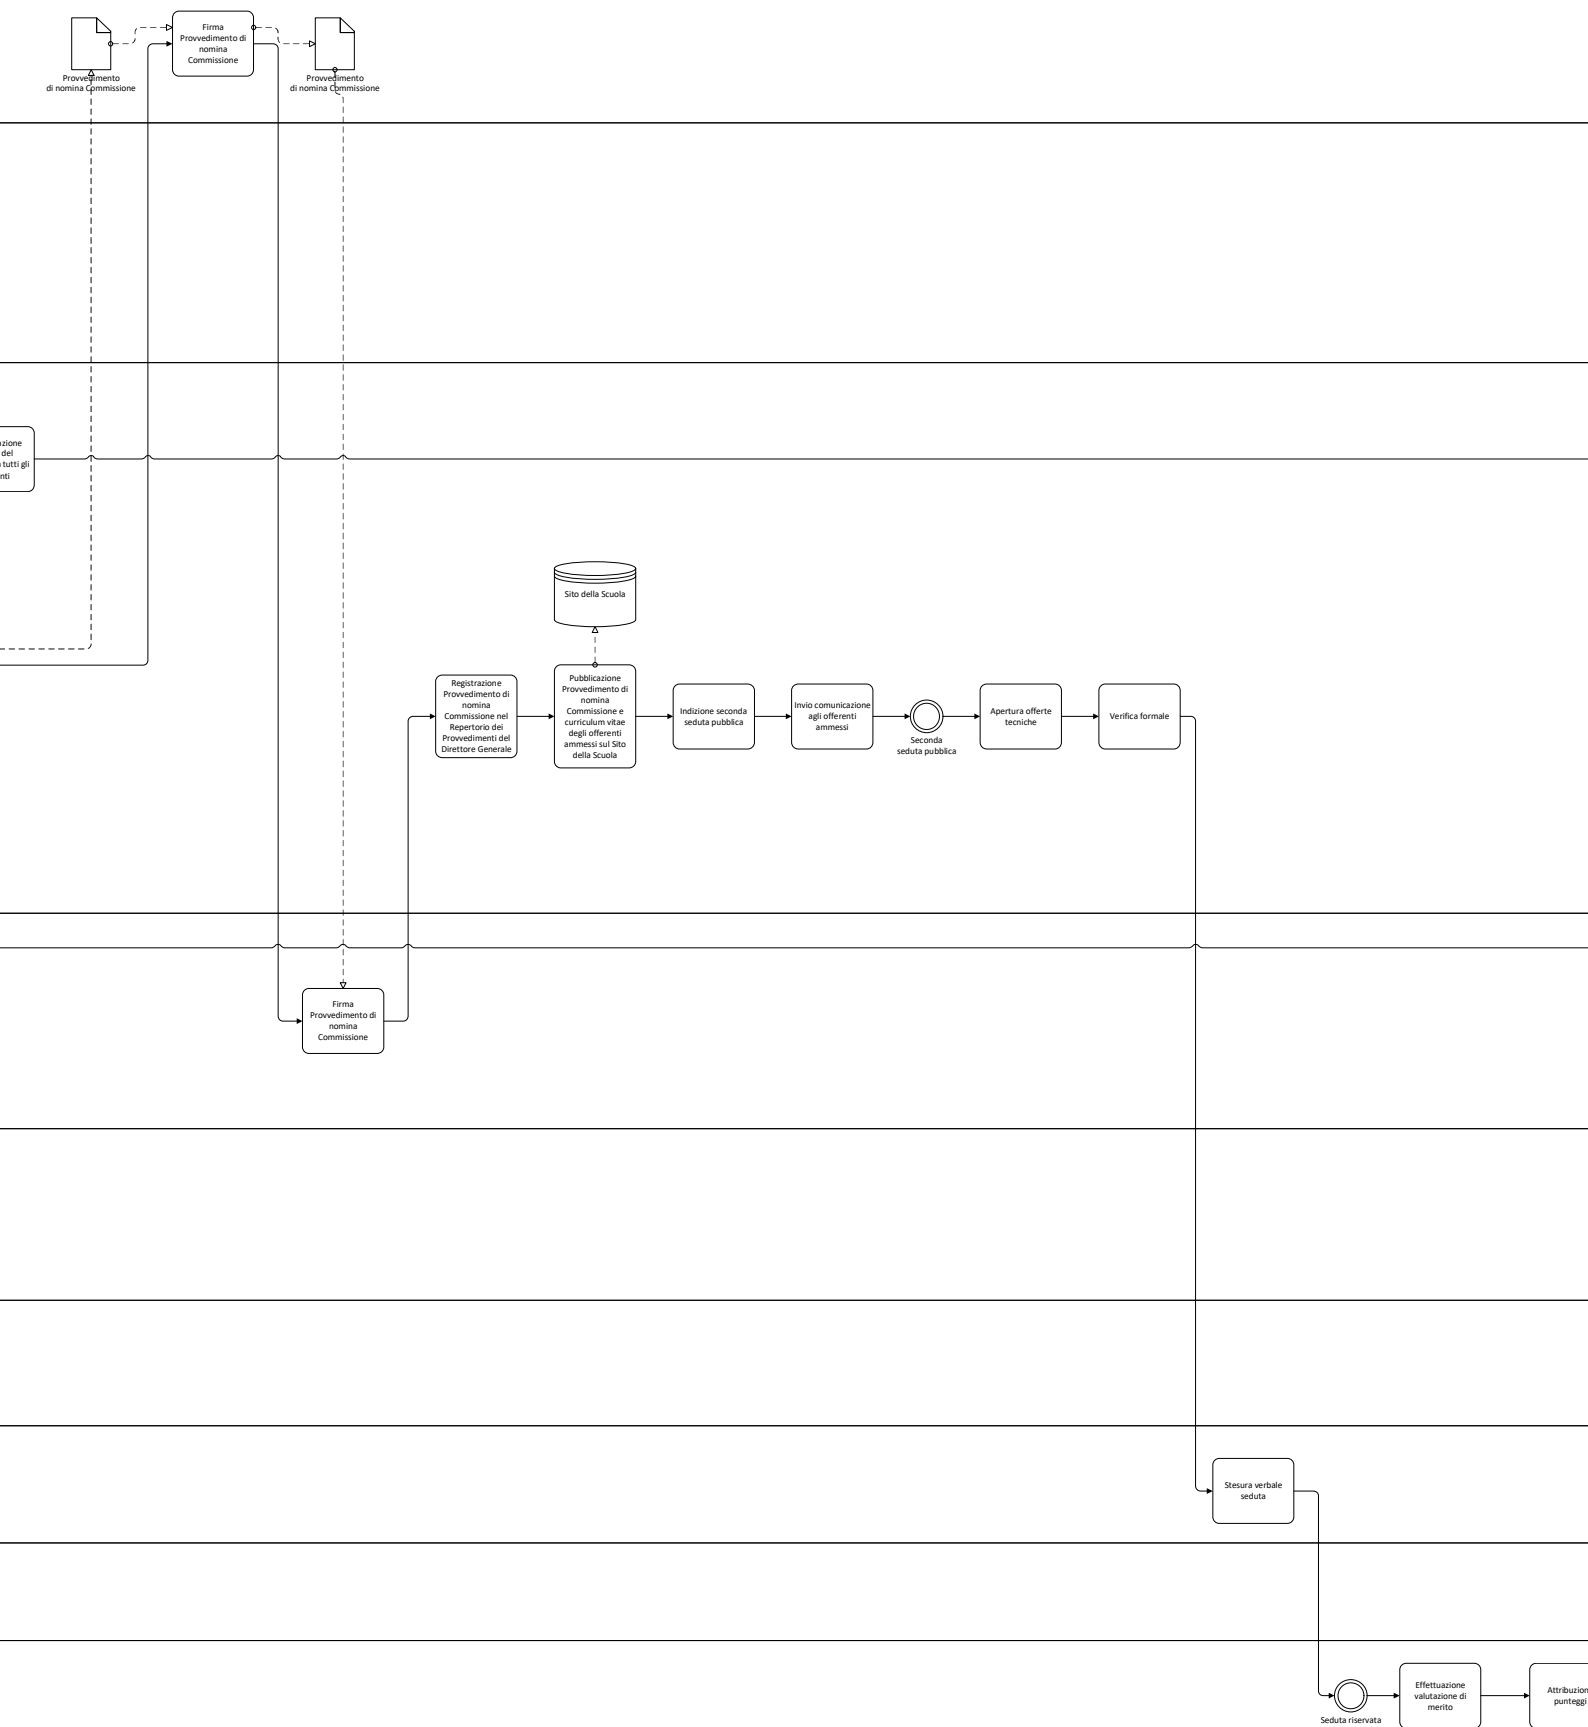 Firma
Provvedimento di
nomina
Commissione
Provvedimento
di nomina Commissione
Provvedimento
di nomina Commissione
zione
del
tutti gli
nti
Sito della Scuola
Registrazione
Provvedimento di
nomina
Commissione nel
Repertorio dei
Provvedimenti del
Direttore Generale
Pubblicazione
Provvedimento di
nomina
Commissione e
curriculum vitae
degli offerenti
ammessi sul Sito
della Scuola
Indizione seconda
seduta pubblica
Invio comunicazione
agli offerenti
ammessi
Seconda
seduta pubblica
Apertura offerte
tecniche
Verifica formale
Firma
Provvedimento di
nomina
Commissione
Stesura verbale
seduta
Seduta riservata
Effettuazione
valutazione di
merito
Attribuzion
punteggi